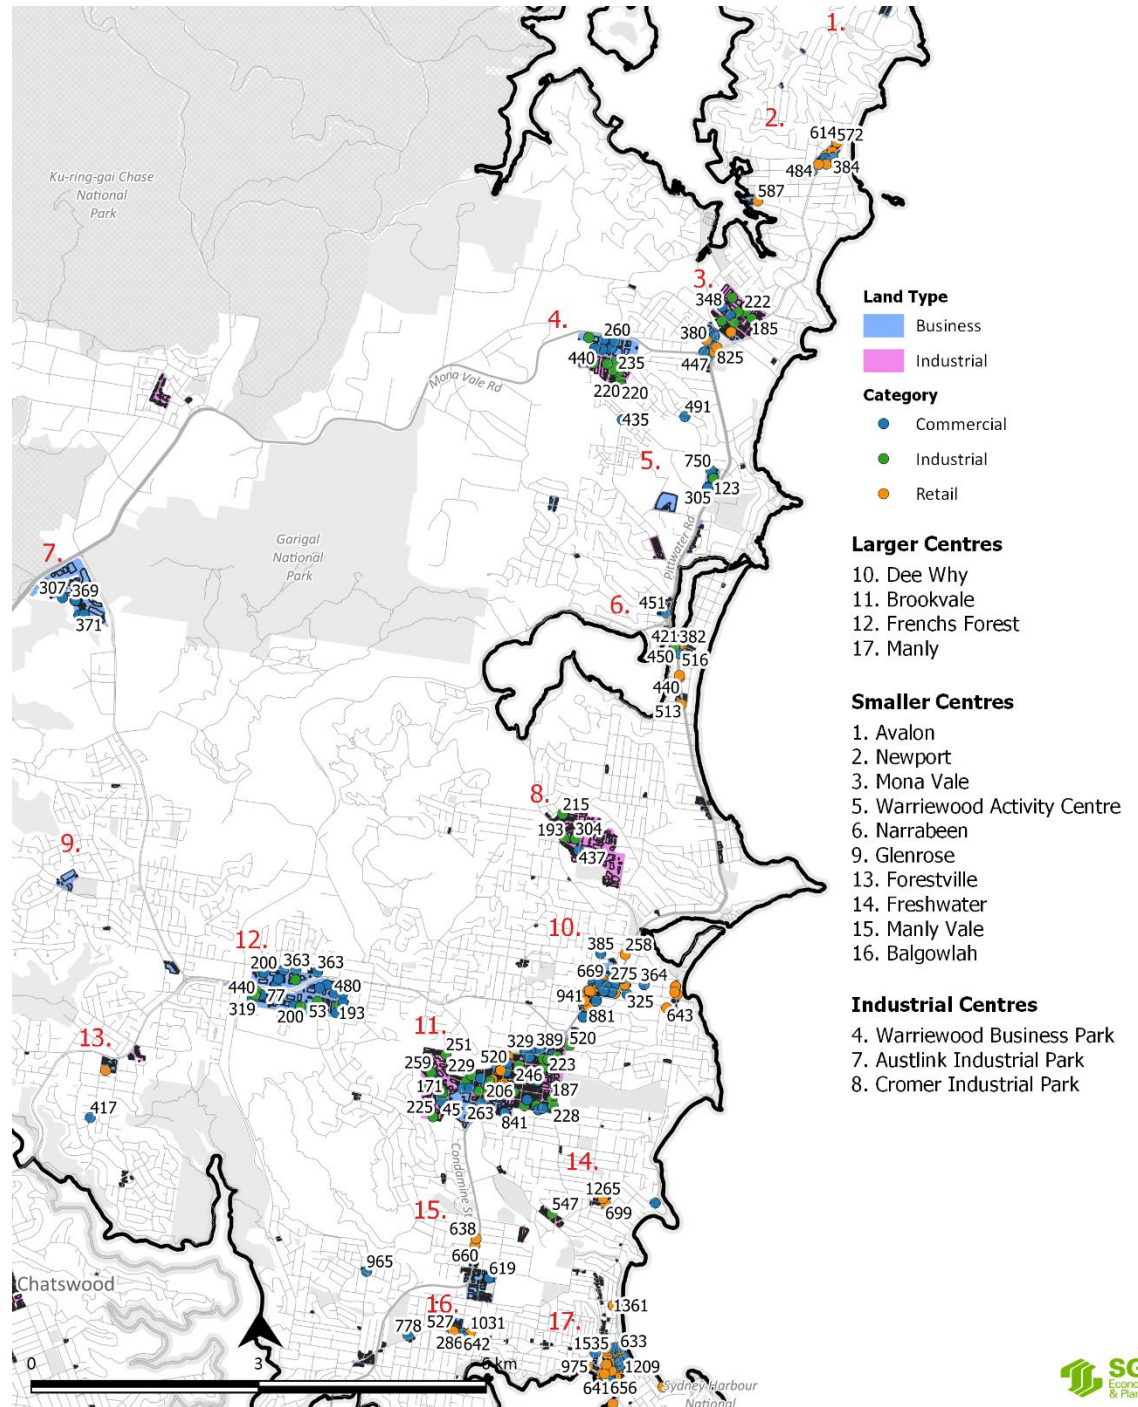 1.
2.
614 572
484 384
587
Ku-ring-gai Chase
National
Park
3.
348 222
380 185
825
447
4.
260
440 235
220 220
435
491
Mona Vale Rd
5.
750
123
305
Pittwater Rd
Garigal
National
Park
7.
307 369
371
6.
451
421 382
450 516
440
513
8.
215
193 304
437
9.
10.
385 258
669 275 364
941 325
881 643
12.
200 363 363
440 77 480
319 200 53 193
11.
251 329 389 520
259 229 520 223
171 206 246 187
225 45 263 228
841
13.
417
Condamine St
14.
1265
547 699
15.
638
660
965 619
Chatswood
16.
527 1031
778 286 642
17.
1361
1535 633
975 1209
641 656
Sydney Harbour
National
0 3 6 km
Land Type
Business
Industrial
Category
Commercial
Industrial
Retail
Larger Centres
10. Dee Why
11. Brookvale
12. Frenchs Forest
17. Manly
Smaller Centres
1. Avalon
2. Newport
3. Mona Vale
5. Warriewood Activity Centre
6. Narrabeen
9. Glenrose
13. Forestville
14. Freshwater
15. Manly Vale
16. Balgowlah
Industrial Centres
4. Warriewood Business Park
7. Austlink Industrial Park
8. Cromer Industrial Park
SG
Econo
& Pla